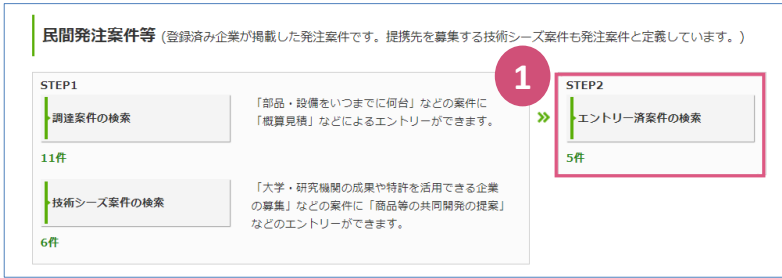 民間発注案件等 (登録済み企業が掲載した発注案件です。提携先を募集する技術シーズ案件も発注案件と定義しています。)
STEP1
調達案件の検索
「部品・設備をいつまでに何台」などの案件に
「概算見積」などによるエントリーができます。
11件
技術シーズ案件の検索
「大学・研究機関の成果や特許を活用できる企業
の募集」などの案件に「商品等の共同開発の提案」
などのエントリーができます。
6件
»
1
STEP2
エントリー済案件の検索
5件